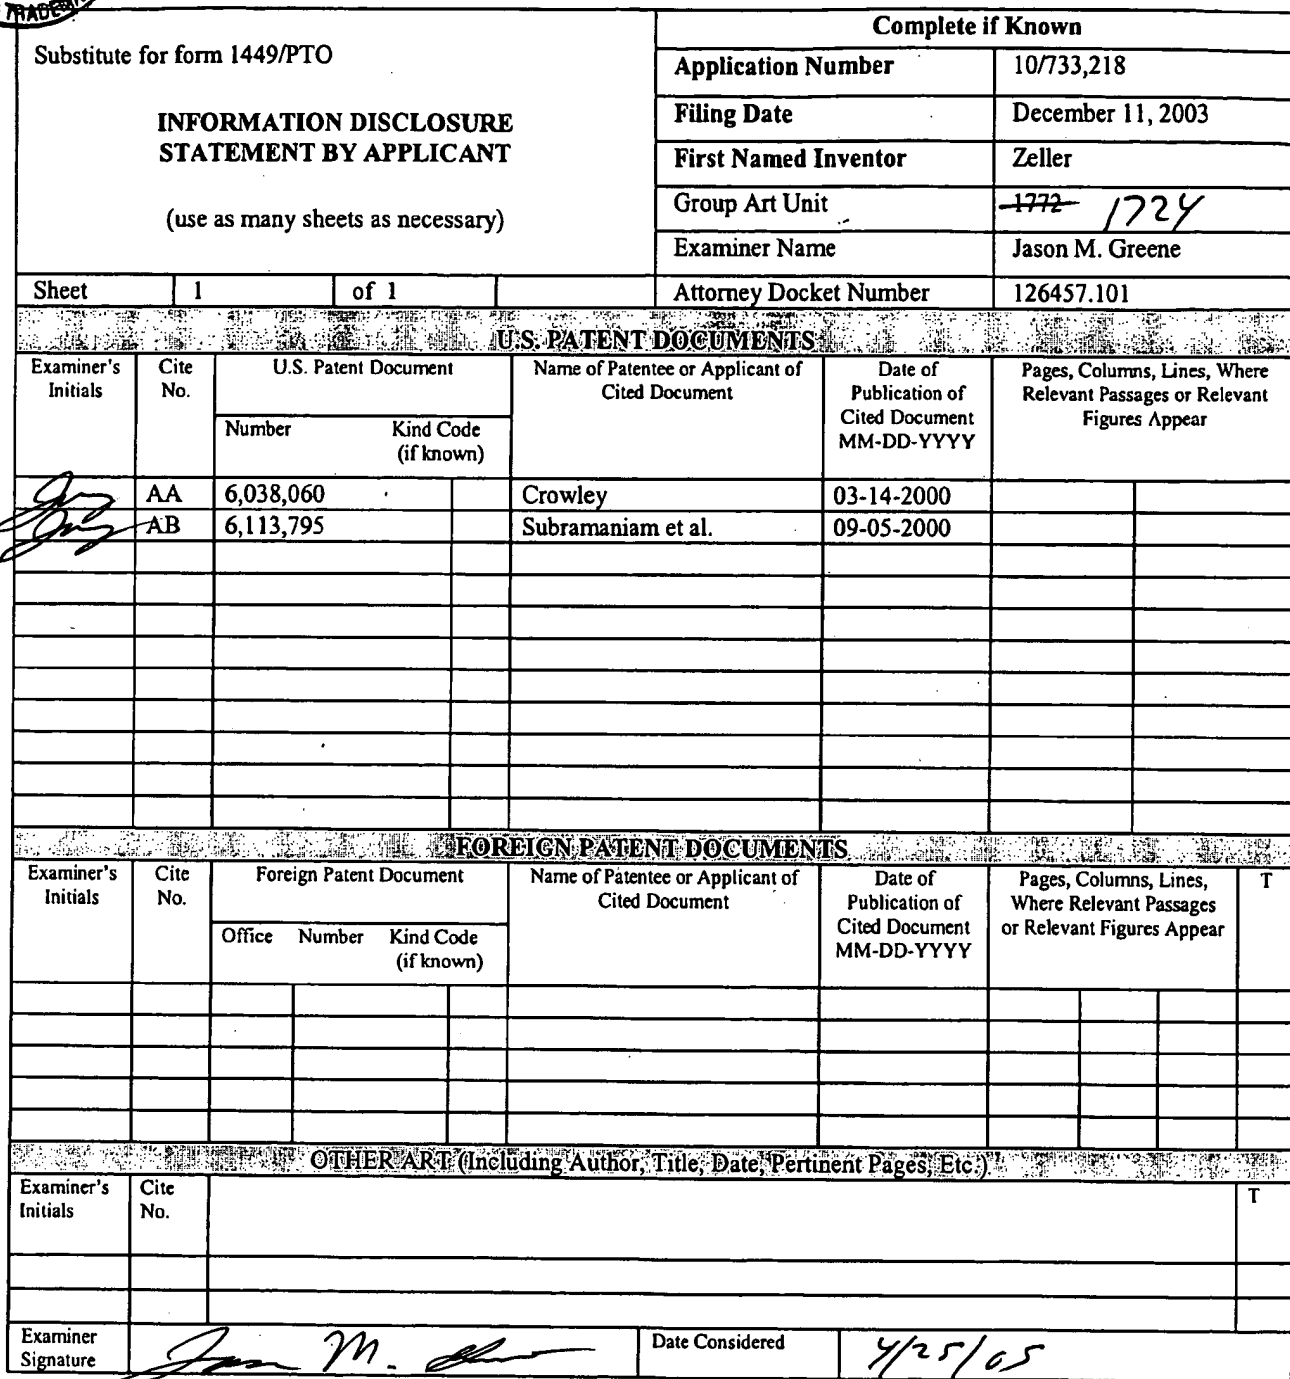 TRADEM
Substitute for form 1449/PTO
INFORMATION DISCLOSURE
STATEMENT BY APPLICANT
(use as many sheets as necessary)
Sheet 1 of 1
Complete if Known
Application Number 10/733,218
Filing Date December 11, 2003
First Named Inventor Zeller
Group Art Unit 1772 1724
Examiner Name Jason M. Greene
Attorney Docket Number 126457.101
U.S. PATENT DOCUMENTS
Examiner's
Initials
Cite
No.
U.S. Patent Document
Number
Kind Code
(if known)
Name of Patentee or Applicant of
Cited Document
Date of
Publication of
Cited Document
MM-DD-YYYY
Pages, Columns, Lines, Where
Relevant Passages or Relevant
Figures Appear
AA 6,038,060 Crowley 03-14-2000
AB 6,113,795 Subramaniam et al. 09-05-2000
FOREIGN PATENT DOCUMENTS
Examiner's
Initials
Cite
No.
Foreign Patent Document
Office Number Kind Code
(if known)
Name of Patentee or Applicant of
Cited Document
Date of
Publication of
Cited Document
MM-DD-YYYY
Pages, Columns, Lines,
Where Relevant Passages
or Relevant Figures Appear
T
OTHER ART (Including Author, Title, Date, Pertinent Pages, Etc.)
Examiner's
Initials
Cite
No.
T
Examiner
Signature
Date Considered
4/25/05